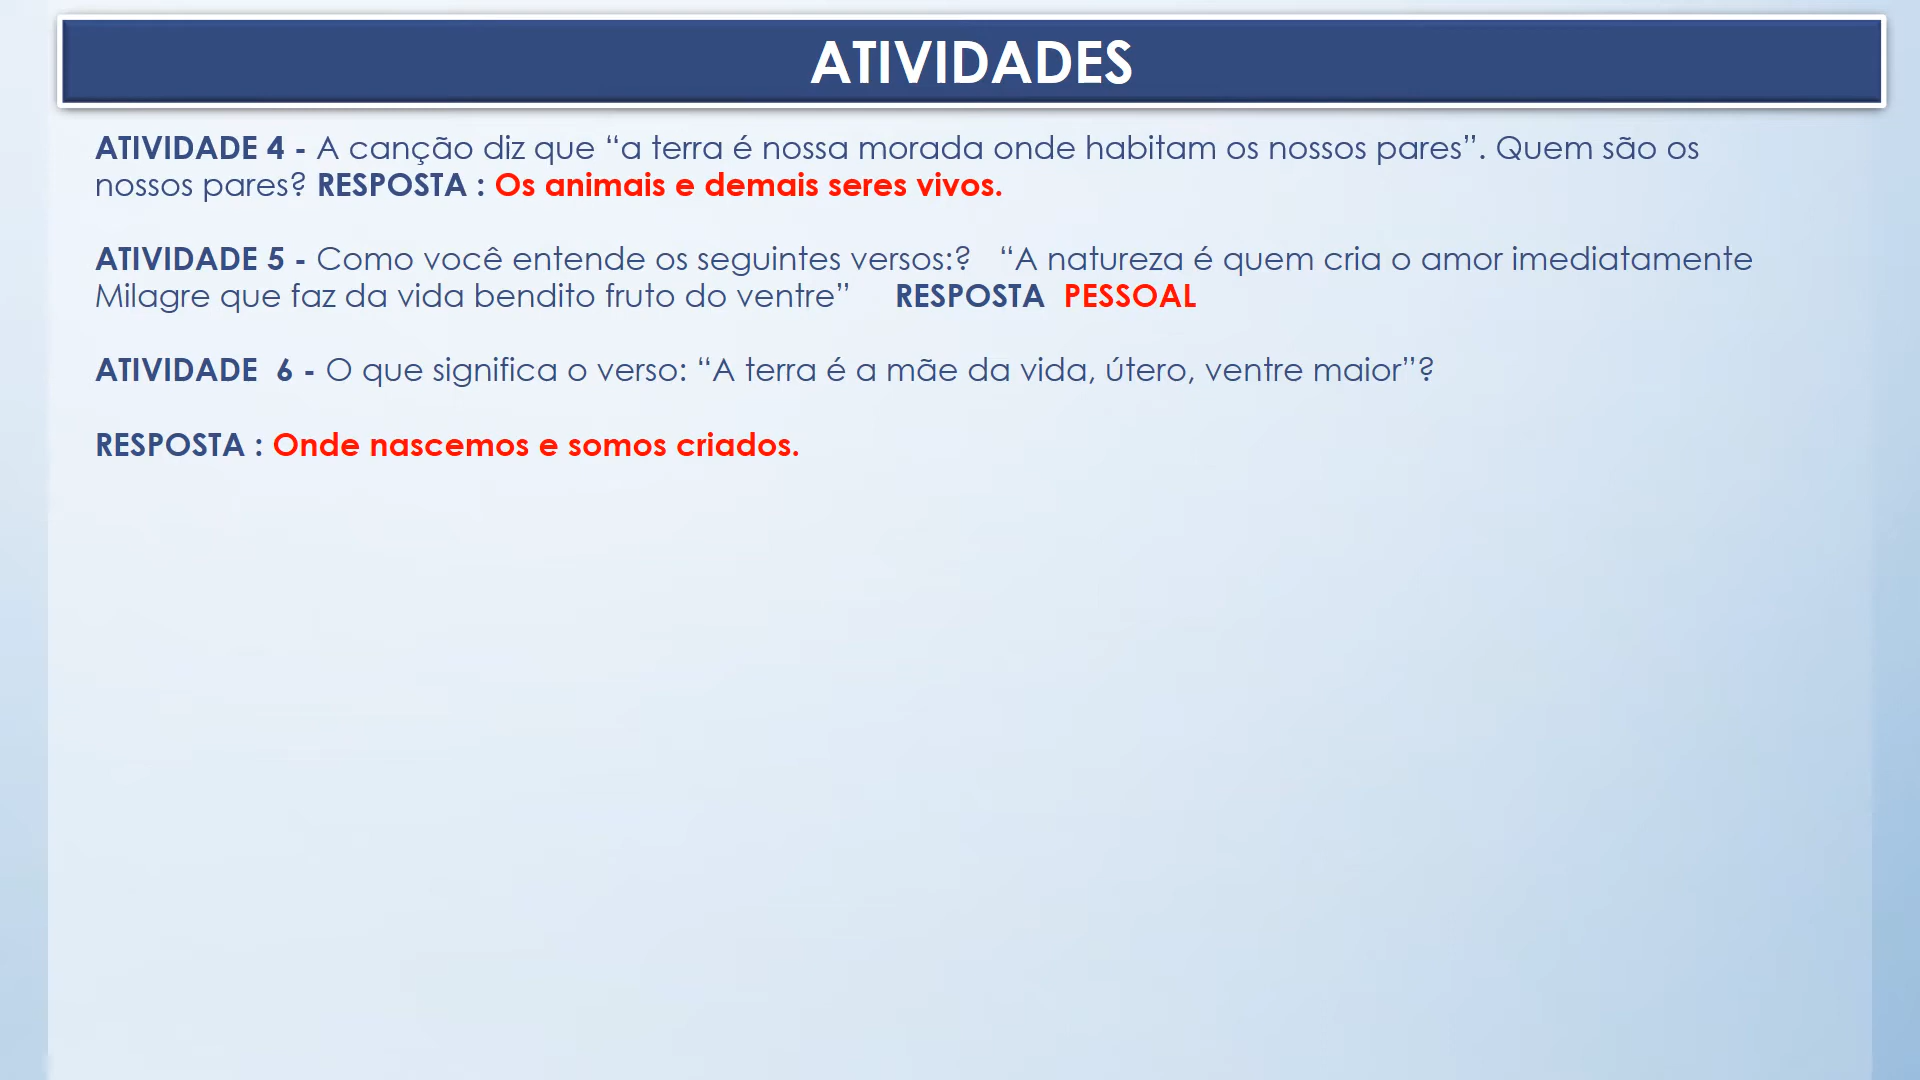 ATIVIDADES
ATIVIDADE 4 - A canção diz que “a terra é nossa morada onde habitam os nossos pares”. Quem são os
nossos pares? RESPOSTA : Os animais e demais seres vivos.
ATIVIDADE 5 - Como você entende os seguintes versos:? “A natureza é quem cria o amor imediatamente
Milagre que faz da vida bendito fruto do ventre” RESPOSTA PESSOAL
ATIVIDADE 6 - O que significa o verso: “A terra é a mãe da vida, útero, ventre maior”?
RESPOSTA : Onde nascemos e somos criados.